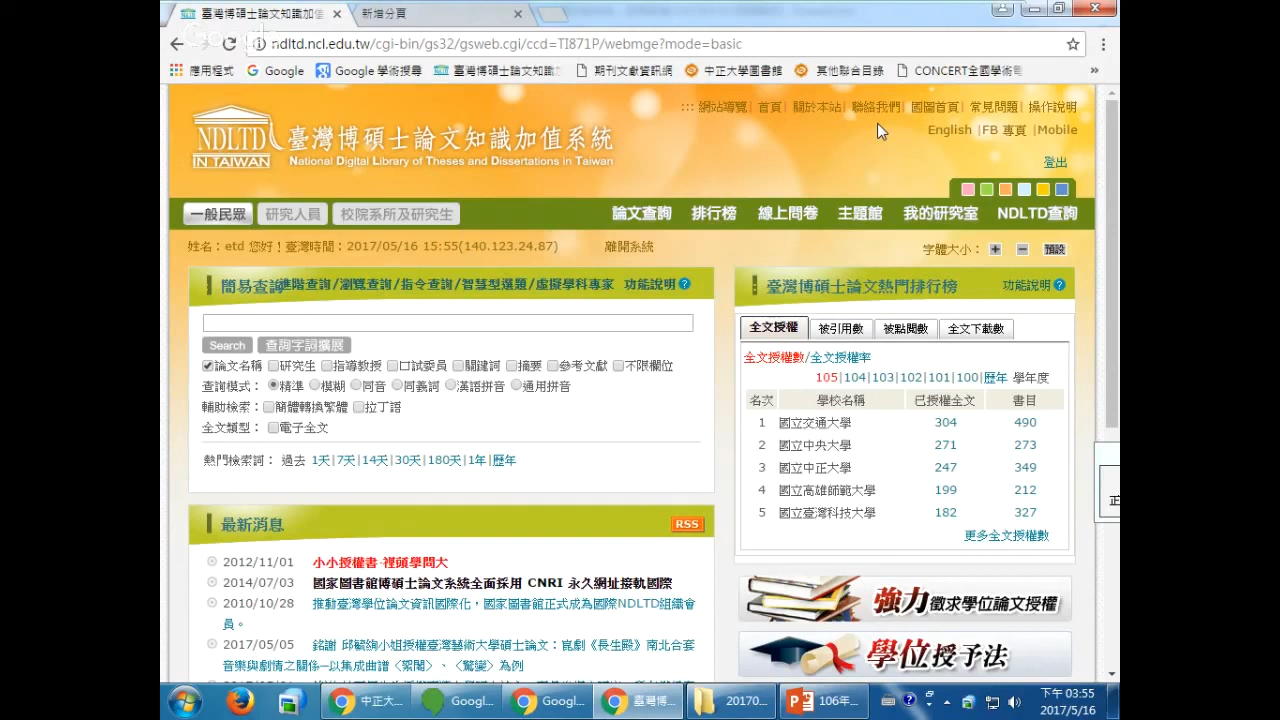 臺灣博碩士論文知識加值
新增分頁
ndltd.ncl.edu.tw/cgi-bin/gs32/gsweb.cgi/ccd=TI871P/webmge?mode=basic
應用程式 Google Google 學術搜尋 臺灣博碩士論文知識加 期刊文獻資訊網 中正大學圖書館 其他聯合目錄 CONCERT全國學術電 »
::: 網站導覽| 首頁| 關於本站| 聯絡我們| 國圖首頁| 常見問題| 操作說明
English |FB 專頁 |Mobile
NDLTD
IN TAIWAN
臺灣博碩士論文知識加值系統
National Digital Library of Theses and Dissertations in Taiwan
登出
一般民眾 研究人員 校院系所及研究生
論文查詢 排行榜 線上問卷 主題館 我的研究室 NDLTD查詢
姓名：etd 您好！臺灣時間：2017/05/16 15:55(140.123.24.87) 離開系統
字體大小： + － 預設
簡易查詢 進階查詢/瀏覽查詢/指令查詢/智慧型選題/虛擬學科專家 功能說明 ?
Search 查詢字詞擴展
論文名稱 研究生 指導教授 口試委員 關鍵詞 摘要 參考文獻 不限欄位
查詢模式： 精準 模糊 同音 同義詞 漢語拼音 通用拼音
輔助檢索： 簡體轉換繁體 拉丁語
全文類型： 電子全文
熱門檢索詞： 過去 1天|7天|14天|30天|180天|1年|歷年
最新消息 RSS
2012/11/01 小小授權書-裡頭學問大
2014/07/03 國家圖書館博碩士論文系統全面採用 CNRI 永久網址接軌國際
2010/10/28 推動臺灣學位論文資訊國際化，國家圖書館正式成為國際NDLTD組織會
員。
2017/05/05 銘謝 邱毓絢小姐授權臺灣藝術大學碩士論文：崑劇《長生殿》南北合套
音樂與劇情之關係─以集成曲譜〈絮閣〉、〈驚變〉為例
臺灣博碩士論文熱門排行榜 功能說明 ?
全文授權 被引用數 被點閱數 全文下載數
全文授權數/全文授權率
105|104|103|102|101|100|歷年 學年度
名次 學校名稱 已授權全文 書目
1 國立交通大學 304 490
2 國立中央大學 271 273
3 國立中正大學 247 349
4 國立高雄師範大學 199 212
5 國立臺灣科技大學 182 327
更多全文授權數
強力徵求學位論文授權
學位授予法
正
中正大... Googl... Googl... 臺灣博... 20170... 106年...
下午 03:55
2017/5/16